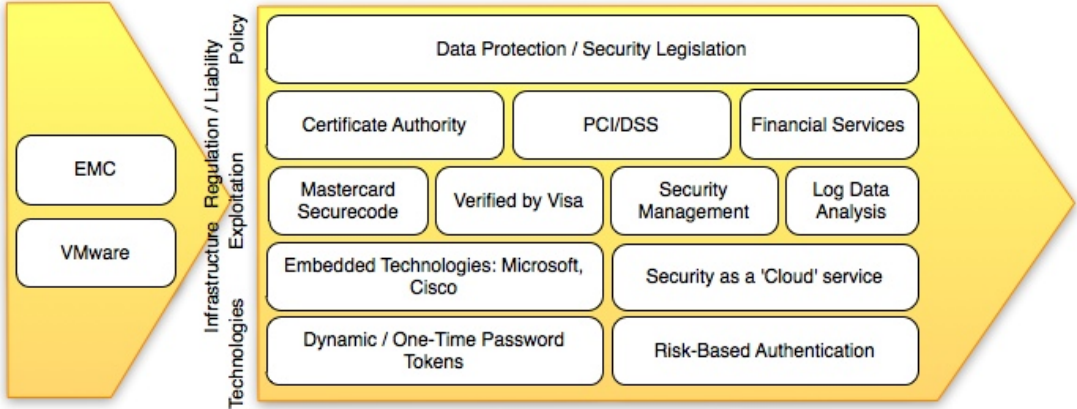 EMC
VMware
Policy
Data Protection / Security Legislation
Regulation / Liability
Certificate Authority
PCI/DSS
Financial Services
Exploitation
Mastercard
Securecode
Verified by Visa
Security
Management
Log Data
Analysis
Infrastructure
Embedded Technologies: Microsoft,
Cisco
Security as a 'Cloud' service
Technologies
Dynamic / One-Time Password
Tokens
Risk-Based Authentication